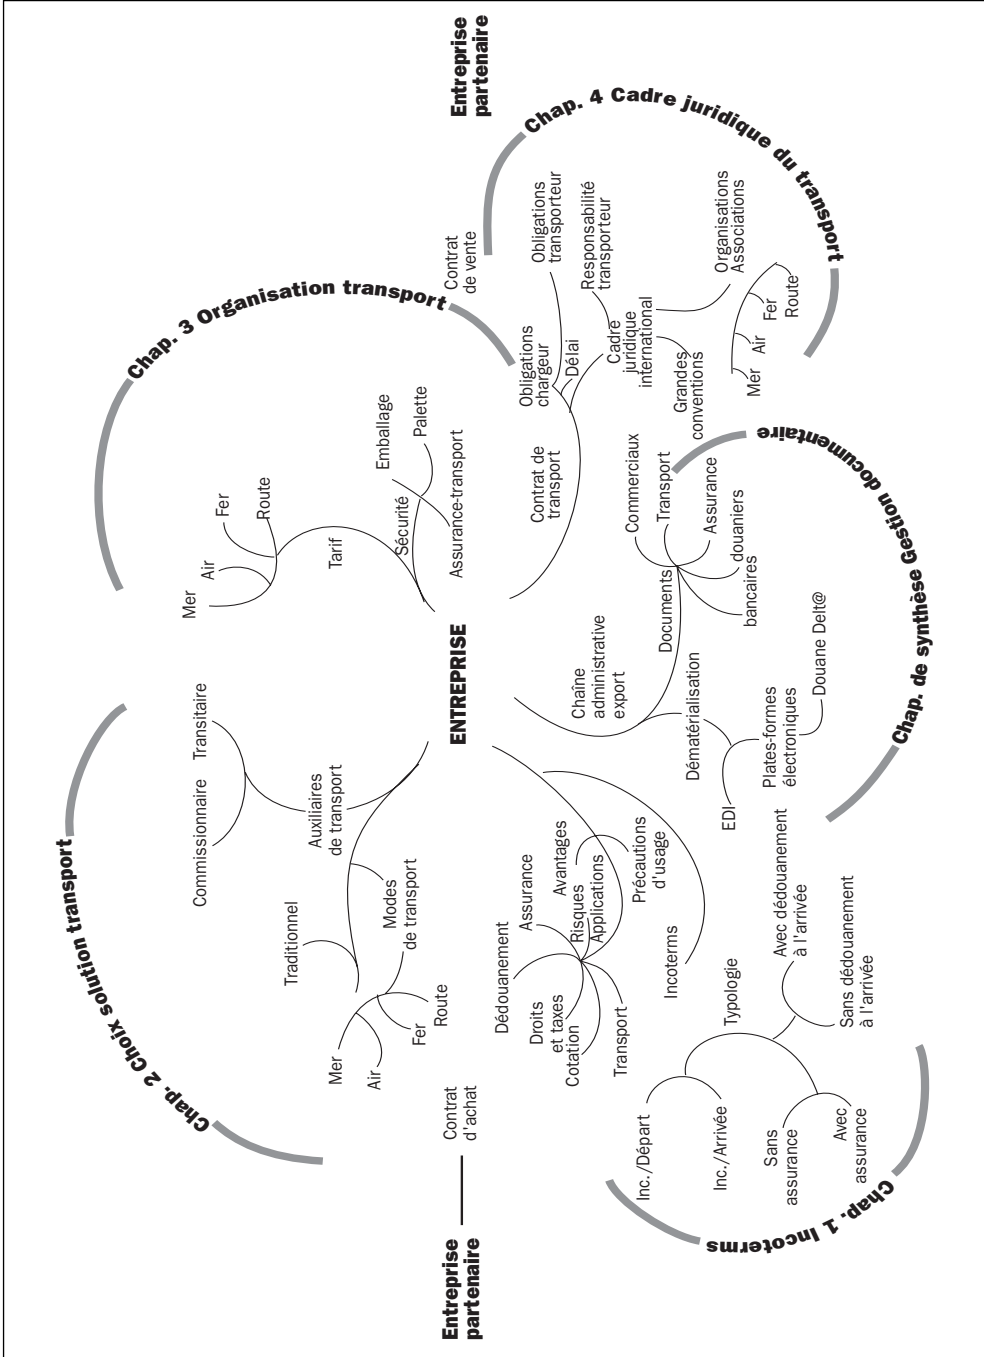 Chap. 2 Choix solution transport
Commissionnaire
Transitaire
Auxiliaires
de transport
Traditionnel
Modes
de transport
Mer
Air
Fer
Route
Chap. 3 Organisation transport
Mer
Air
Fer
Route
Tarif
Sécurité
Emballage
Palette
Assurance-transport
Entreprise
partenaire
Contrat
d'achat
ENTREPRISE
Contrat
de vente
Entreprise
partenaire
Chap. 1 Incoterms
Dédouanement
Assurance
Droits
et taxes
Cotation
Transport
Risques
Avantages
Applications
Précautions
d'usage
Incoterms
Typologie
Inc./Départ
Inc./Arrivée
Sans
assurance
Avec
assurance
Avec dédouanement
à l'arrivée
Sans dédouanement
à l'arrivée
Chap. de synthèse Gestion documentaire
Chaîne
administrative
export
Documents
Commerciaux
Transport
Assurance
douaniers
bancaires
Dématérialisation
EDI
Plates-formes
électroniques
Douane Delt@
Chap. 4 Cadre juridique du transport
Contrat de
transport
Obligations
chargeur
Obligations
transporteur
Délai
Responsabilité
transporteur
Cadre
juridique
international
Grandes
conventions
Organisations
Associations
Mer
Air
Fer
Route